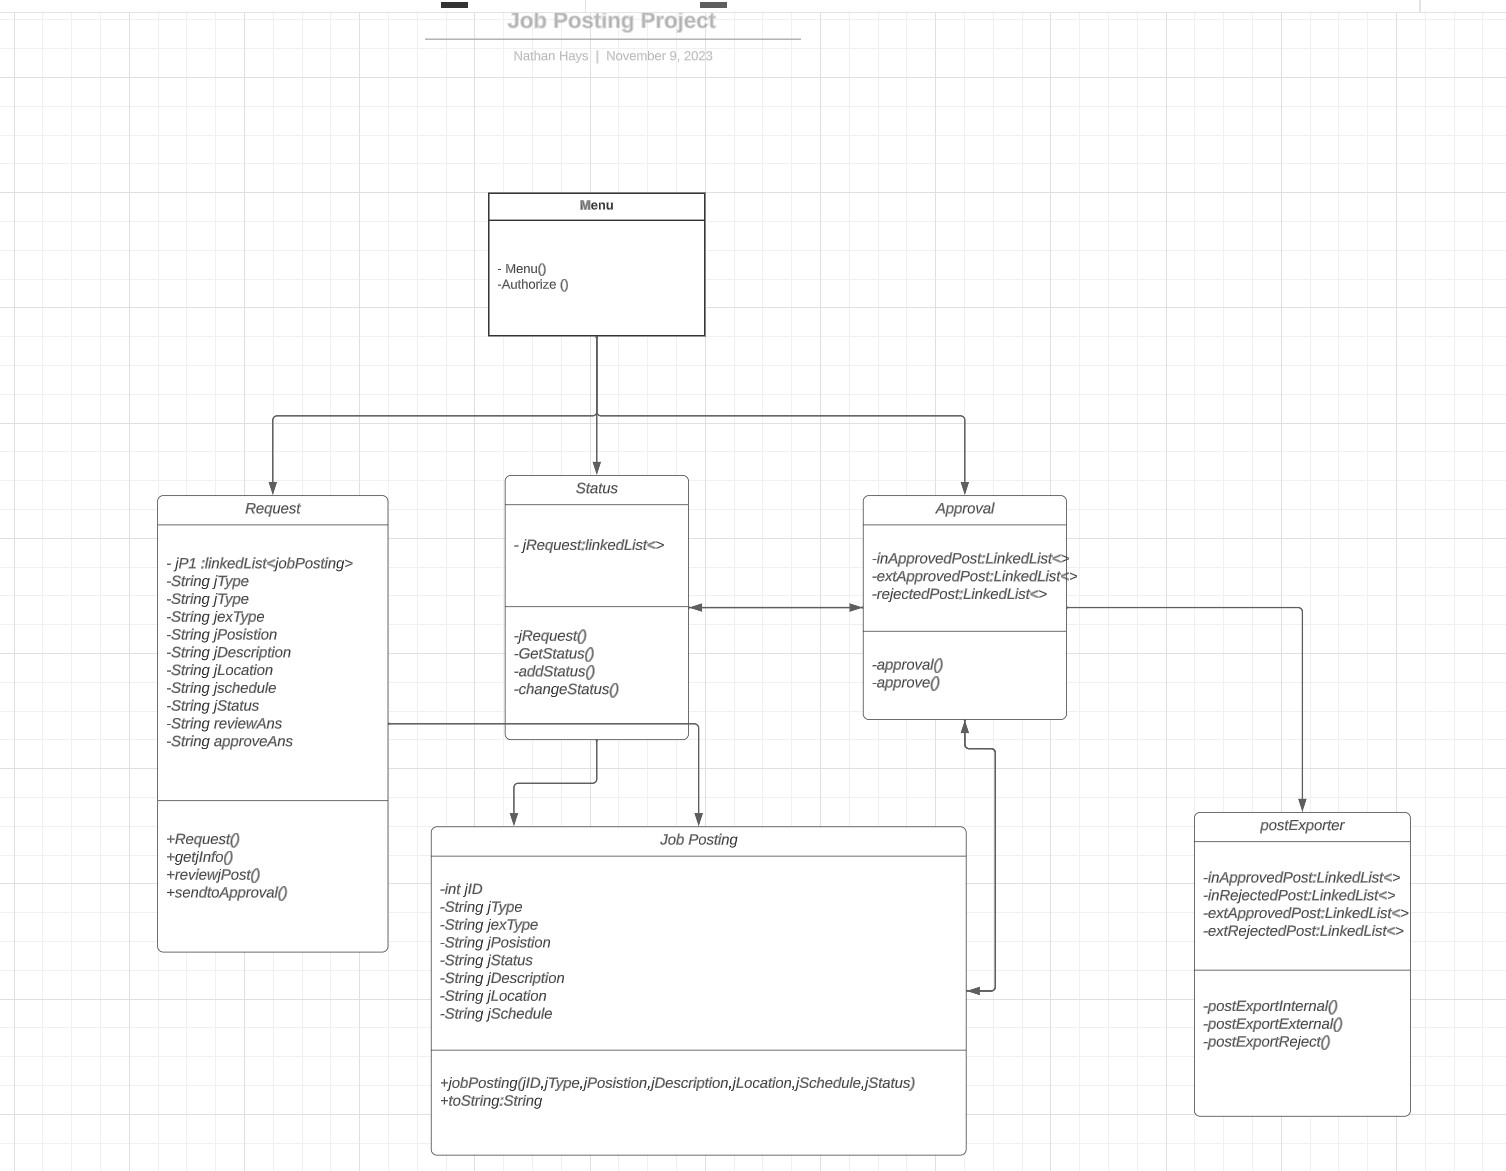 Job Posting Project
Nathan Hays | November 9, 2023
Menu
- Menu()
-Authorize ()
Request
- jP1 :linkedList<jobPosting>
-String jType
-String jType
-String jexType
-String jPosistion
-String jDescription
-String jLocation
-String jschedule
-String jStatus
-String reviewAns
-String approveAns
+Request()
+getjInfo()
+reviewjPost()
+sendtoApproval()
Status
- jRequest:linkedList<>
-jRequest()
-GetStatus()
-addStatus()
-changeStatus()
Approval
-inApprovedPost:LinkedList<>
-extApprovedPost:LinkedList<>
-rejectedPost:LinkedList<>
-approval()
-approve()
Job Posting
-int jID
-String jType
-String jexType
-String jPosistion
-String jStatus
-String jDescription
-String jLocation
-String jSchedule
+jobPosting(jID,jType,jPosistion,jDescription,jLocation,jSchedule,jStatus)
+toString:String
postExporter
-inApprovedPost:LinkedList<>
-inRejectedPost:LinkedList<>
-extApprovedPost:LinkedList<>
-extRejectedPost:LinkedList<>
-postExportInternal()
-postExportExternal()
-postExportReject()